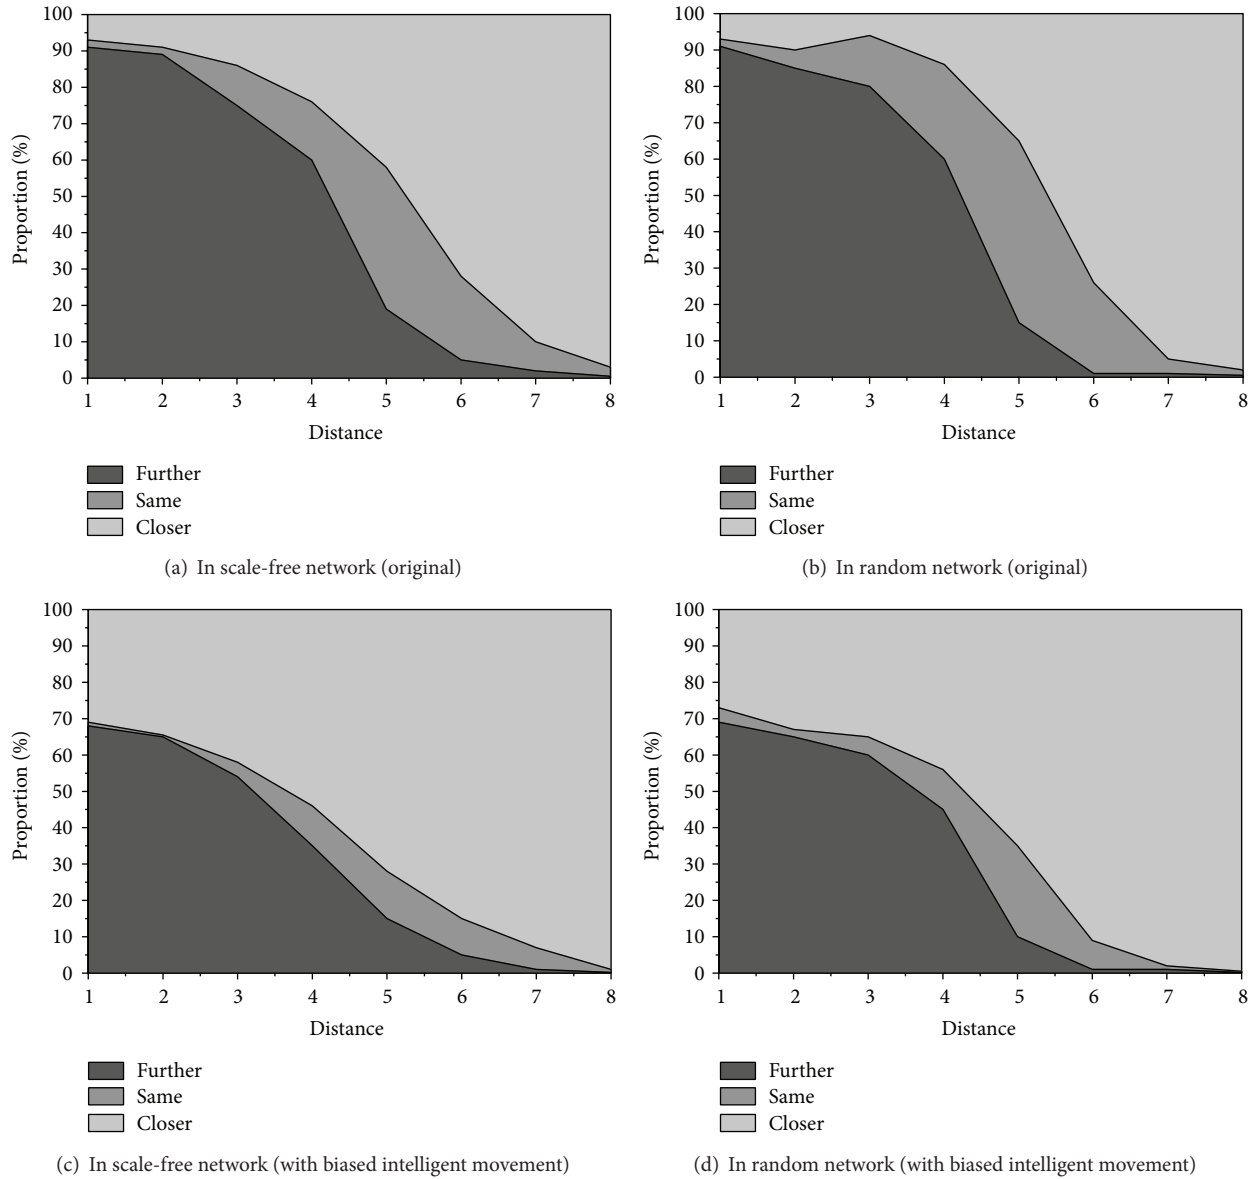 100
90
80
70
60
50
40
30
20
10
0
Proportion (%)
1 2 3 4 5 6 7 8
Distance
Further
Same
Closer
(a) In scale-free network (original)
100
90
80
70
60
50
40
30
20
10
0
Proportion (%)
1 2 3 4 5 6 7 8
Distance
Further
Same
Closer
(b) In random network (original)
100
90
80
70
60
50
40
30
20
10
0
Proportion (%)
1 2 3 4 5 6 7 8
Distance
Further
Same
Closer
(c) In scale-free network (with biased intelligent movement)
100
90
80
70
60
50
40
30
20
10
0
Proportion (%)
1 2 3 4 5 6 7 8
Distance
Further
Same
Closer
(d) In random network (with biased intelligent movement)